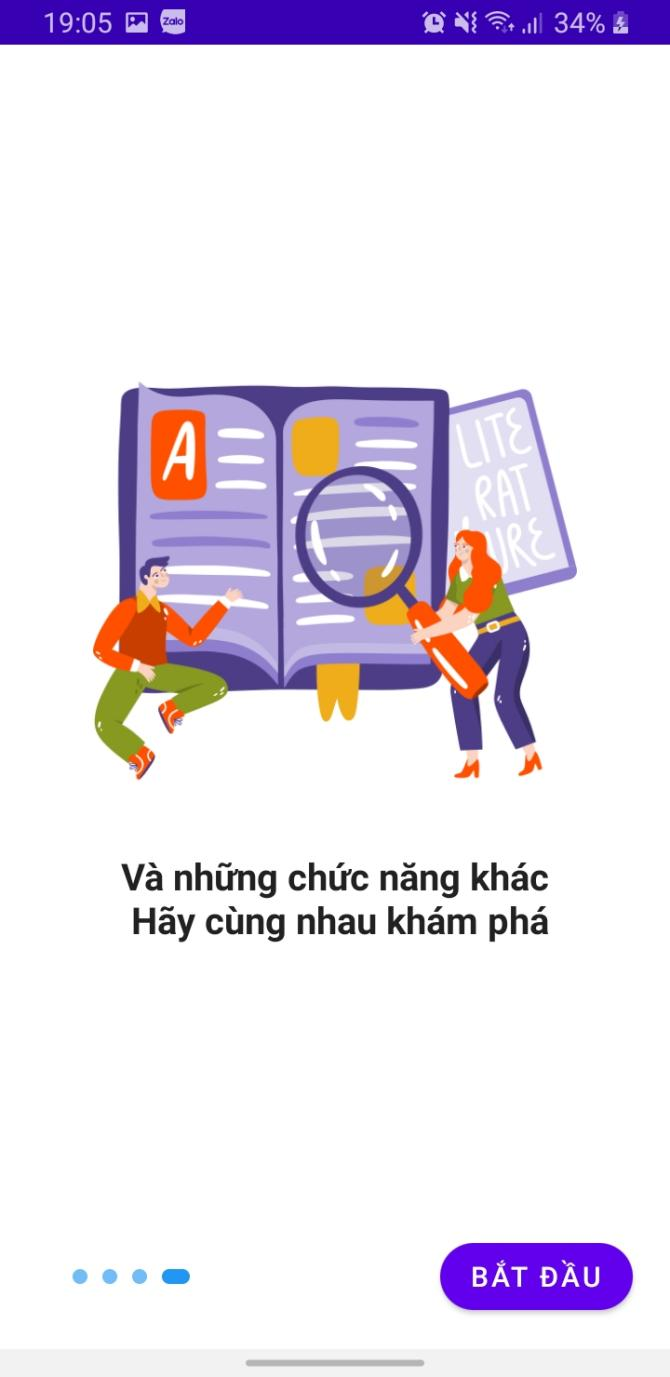 19:05 Zalo 34%
A
LITE
RAT
URE
Và những chức năng khác
Hãy cùng nhau khám phá
BẮT ĐẦU